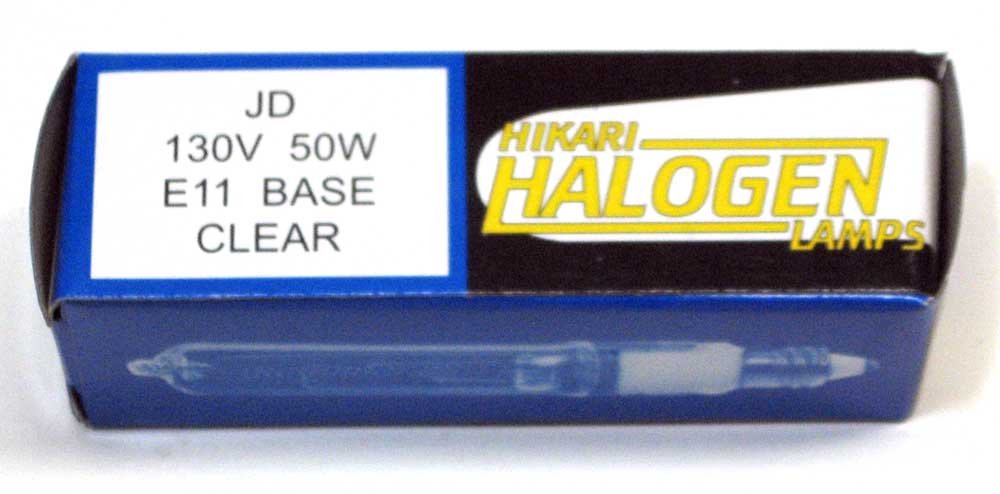 JD
130V 50W
E11 BASE
CLEAR
HIKARI
HALOGEN
LAMPS